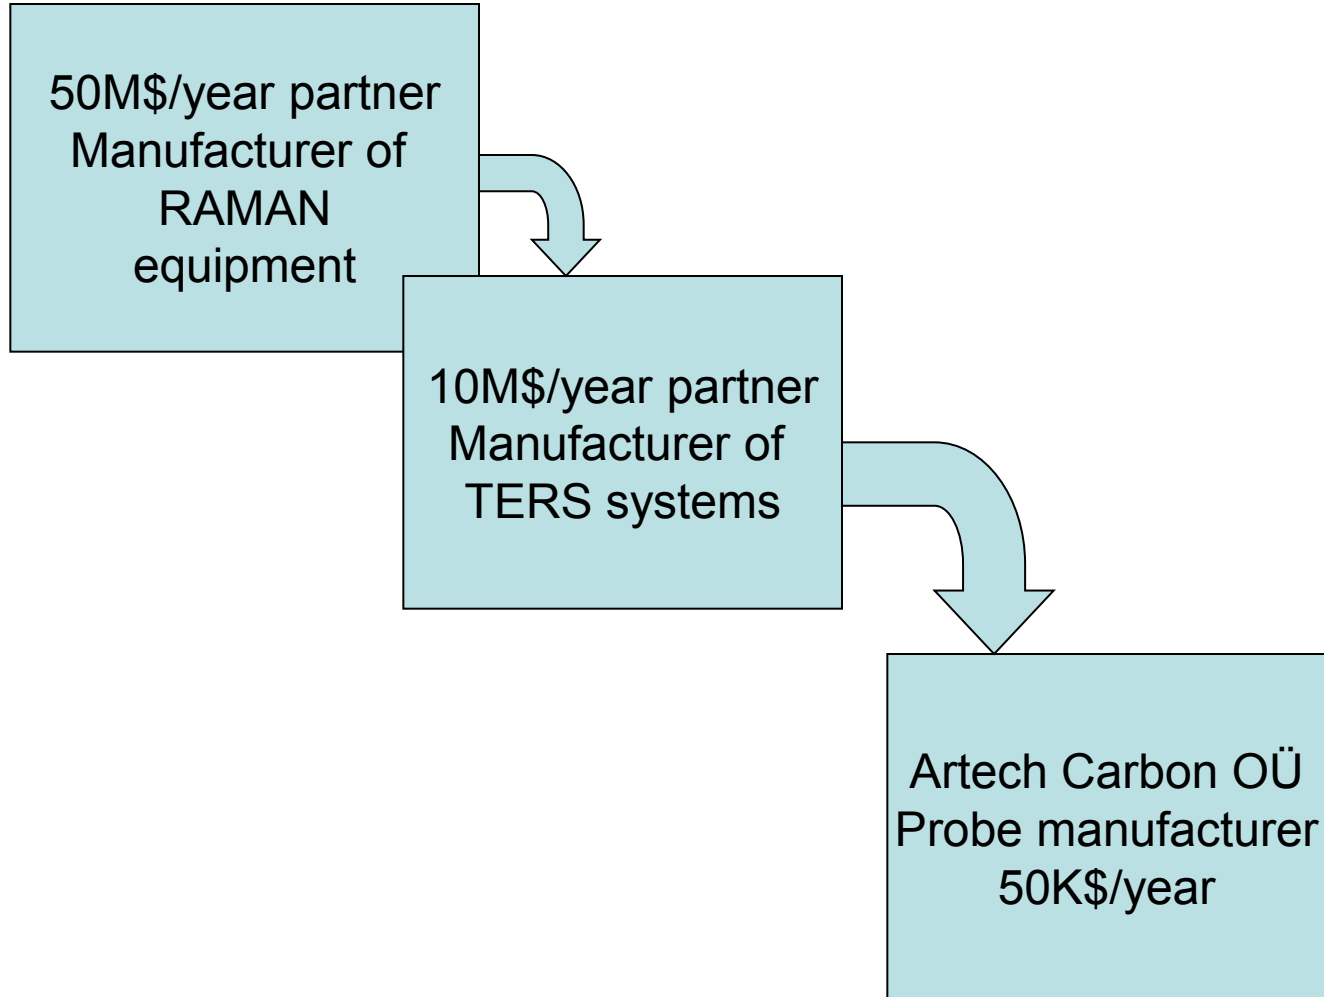 50M$/year partner
Manufacturer of
RAMAN
equipment
10M$/year partner
Manufacturer of
TERS systems
Artech Carbon OÜ
Probe manufacturer
50K$/year